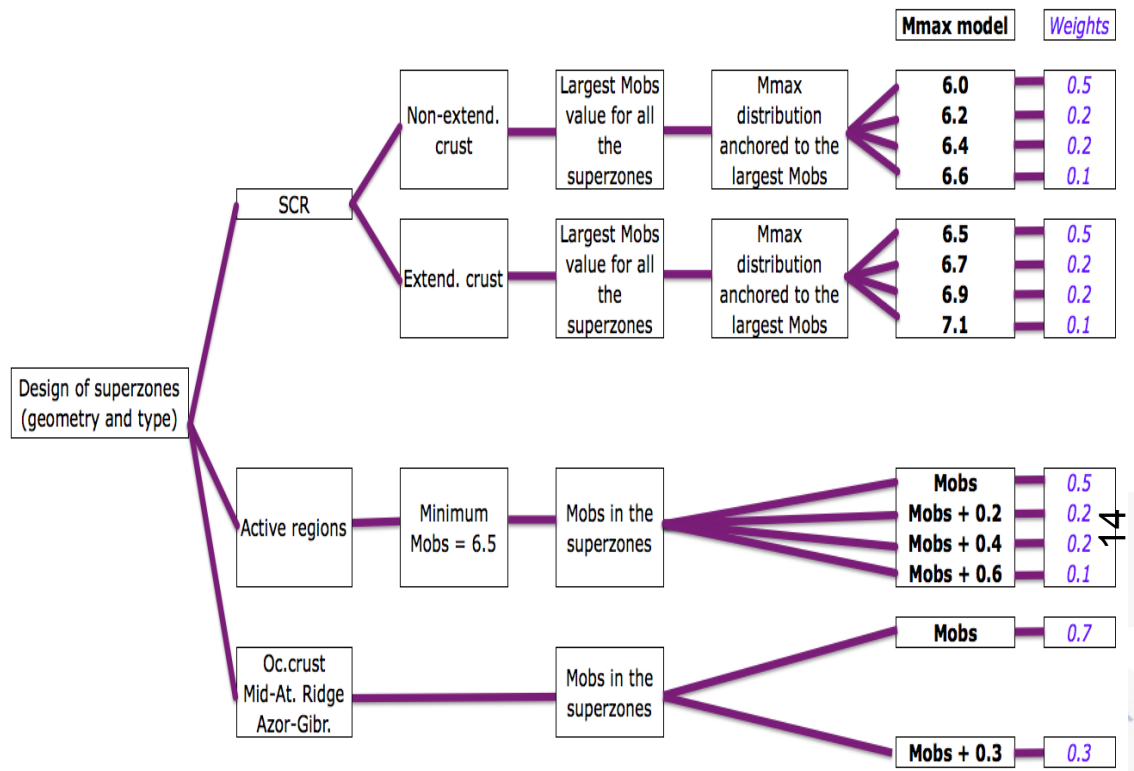 Mmax model
Weights
Non-extend.
crust
Largest Mobs
value for all
the
superzones
Mmax
distribution
anchored to the
largest Mobs
6.0
6.2
6.4
6.6
0.5
0.2
0.2
0.1
SCR
Extend. crust
Largest Mobs
value for all
the
superzones
Mmax
distribution
anchored to the
largest Mobs
6.5
6.7
6.9
7.1
0.5
0.2
0.2
0.1
Design of superzones
(geometry and type)
Active regions
Minimum
Mobs = 6.5
Mobs in the
superzones
Mobs
Mobs + 0.2
Mobs + 0.4
Mobs + 0.6
0.5
0.2
0.2
0.1
14
Oc.crust
Mid-At. Ridge
Azor-Gibr.
Mobs in the
superzones
Mobs
0.7
Mobs + 0.3
0.3